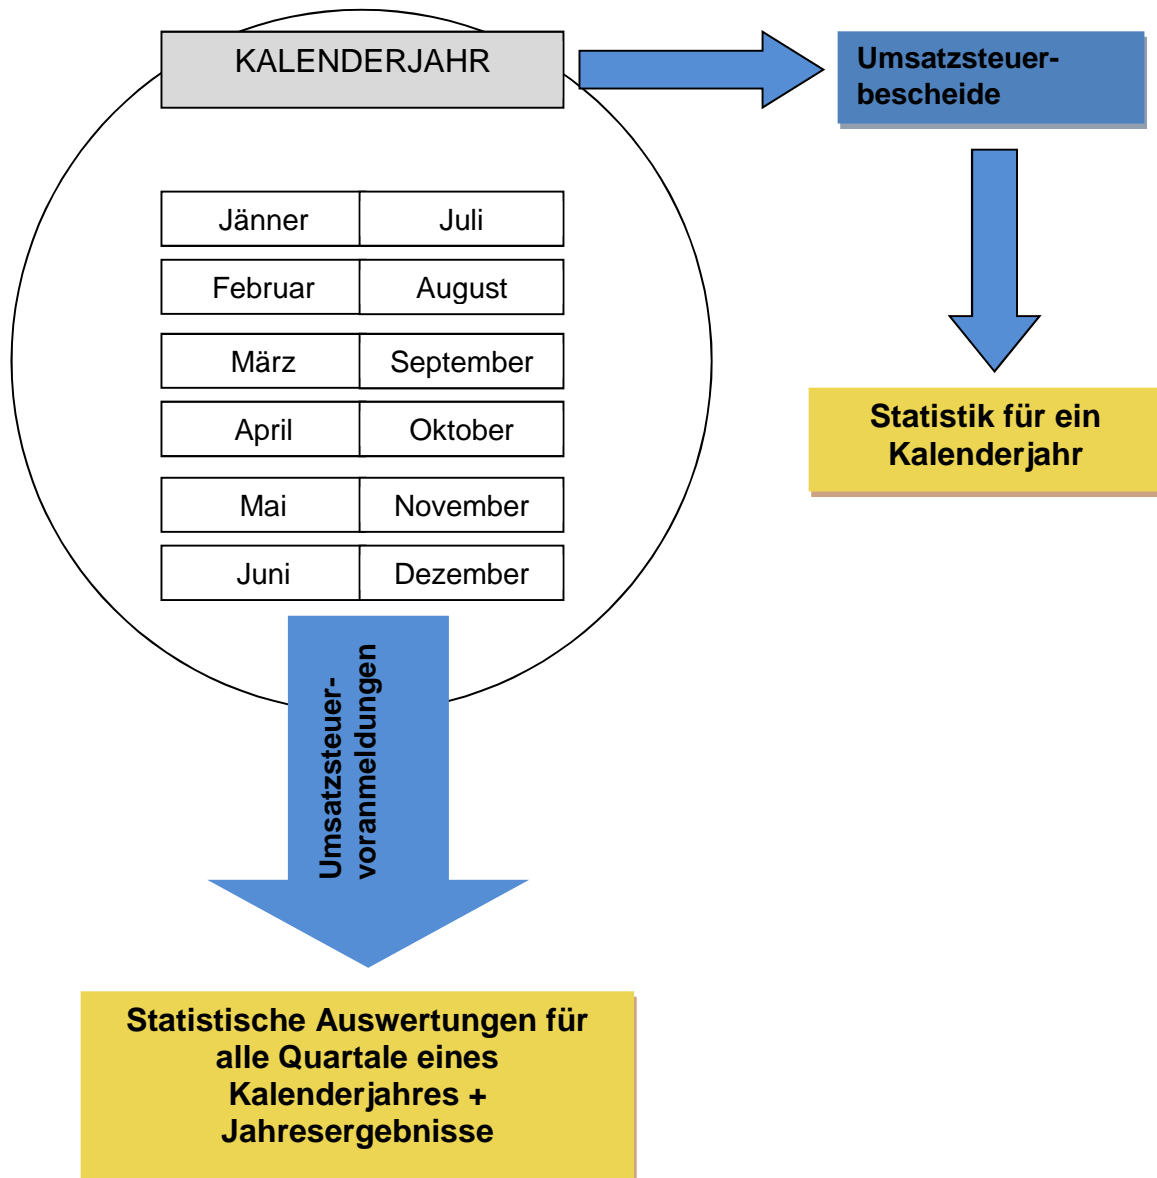 KALENDERJAHR
Umsatzsteuer-
bescheide
Jänner
Juli
Februar
August
März
September
April
Oktober
Mai
November
Juni
Dezember
Statistik für ein
Kalenderjahr
Umsatzsteuer-
voranmeldungen
Statistische Auswertungen für
alle Quartale eines
Kalenderjahres +
Jahresergebnisse